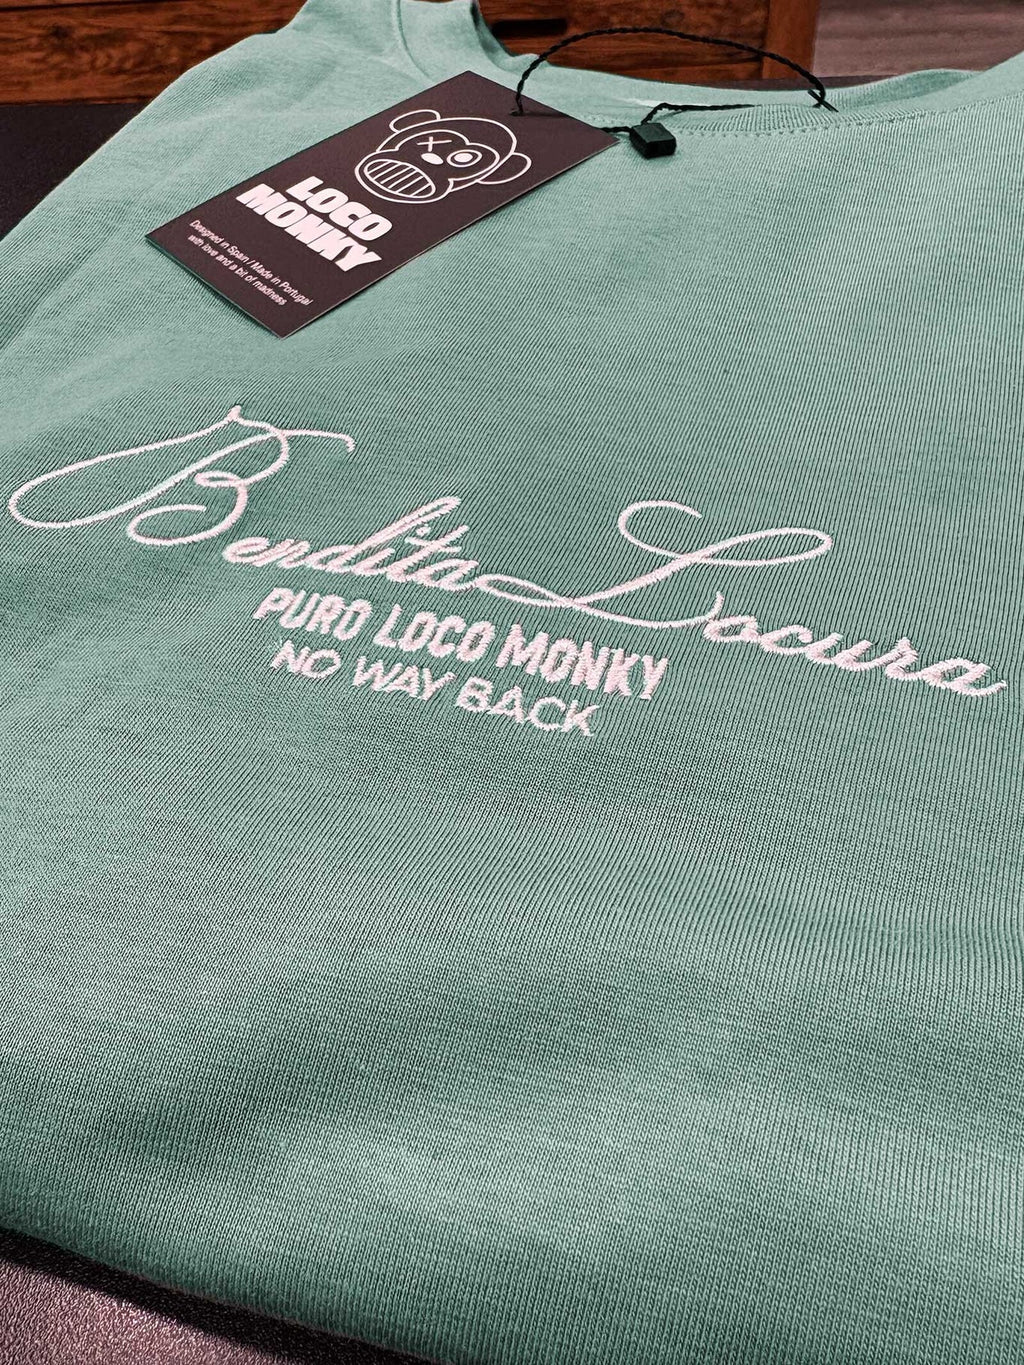 LOCO
MONKY
Designed in Spain / Made in Portugal
with love and a bit of madness
Bendita Locura
PURO LOCO MONKY
NO WAY BACK